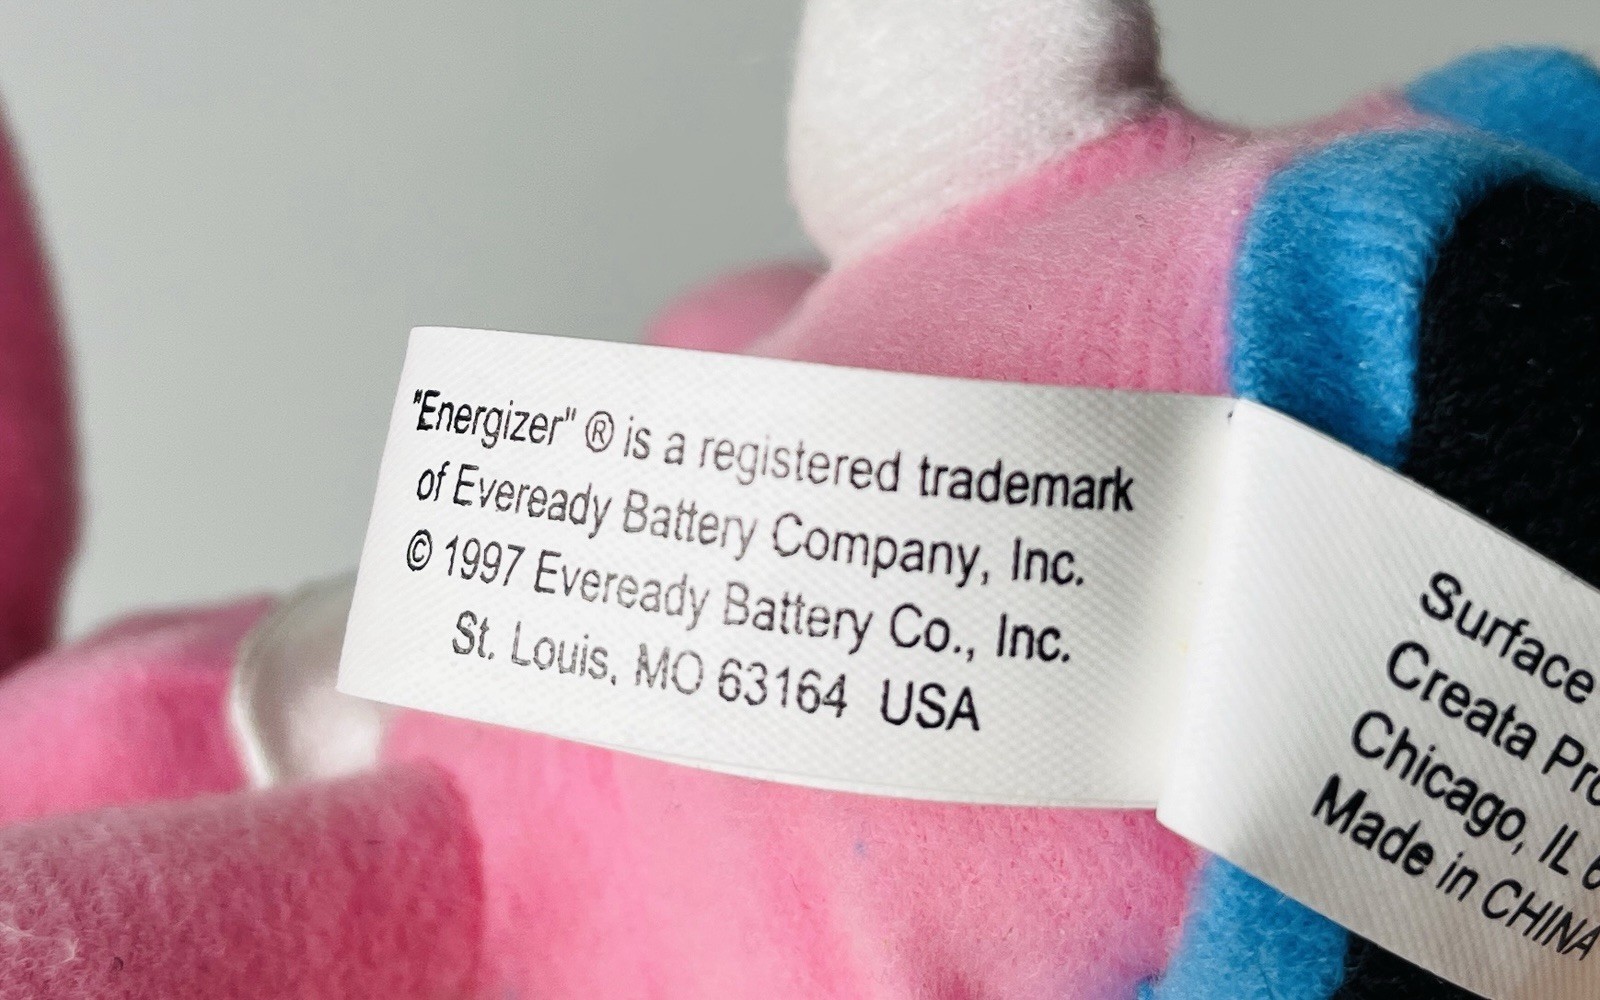 "Energizer" ® is a registered trademark
of Eveready Battery Company, Inc.
© 1997 Eveready Battery Co., Inc.
St. Louis, MO 63164 USA
Surface
Creata
Chicago, IL
Made in CHINA